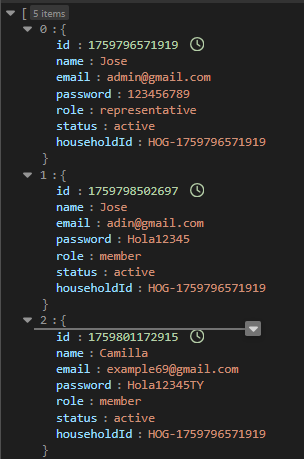 [ 5 items
0 : {
id : 1759796571919
name : Jose
email : admin@gmail.com
password : 123456789
role : representative
status : active
householdId : HOG-1759796571919
}
1 : {
id : 1759798502697
name : Jose
email : adin@gmail.com
password : Hola12345
role : member
status : active
householdId : HOG-1759796571919
}
2 : {
id : 1759801172915
name : Camilla
email : example69@gmail.com
password : Hola12345TY
role : member
status : active
householdId : HOG-1759796571919
}